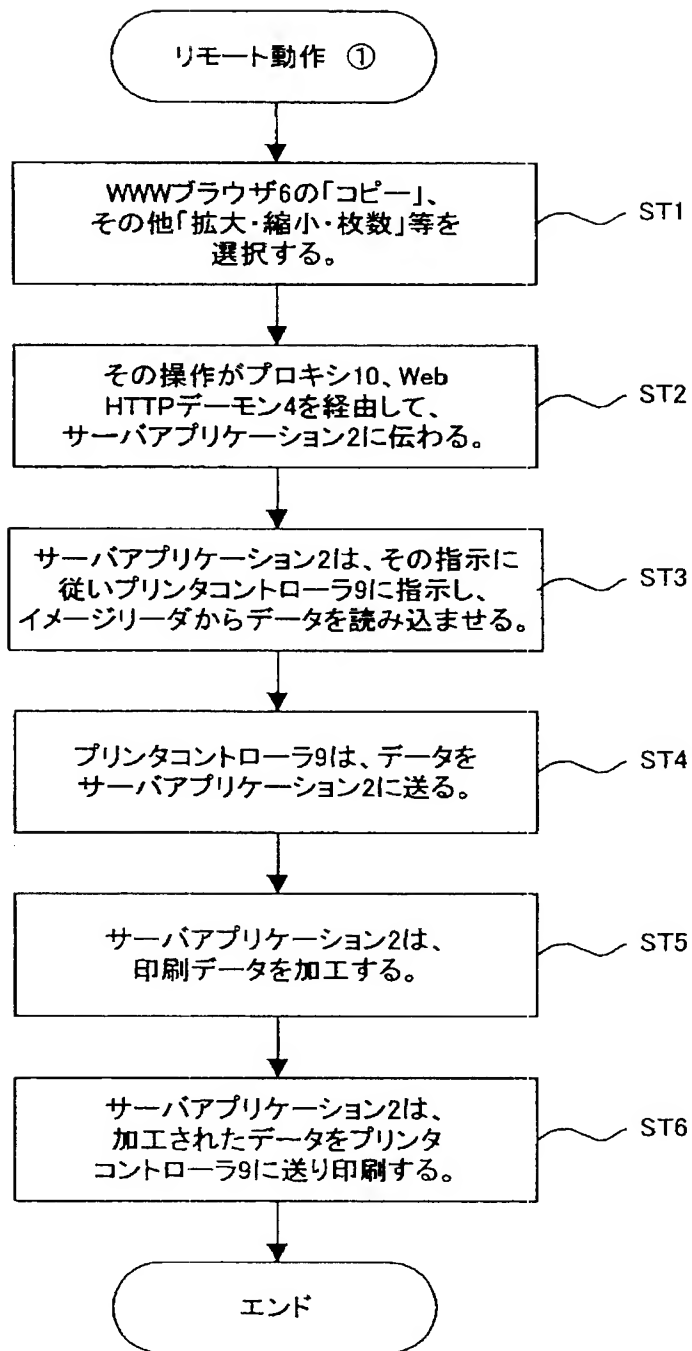 リモート動作 ①
WWWブラウザ6の「コピー」、
その他「拡大・縮小・枚数」等を
選択する。
ST1
その操作がプロキシ10、Web
HTTPデーモン4を経由して、
サーバアプリケーション2に伝わる。
ST2
サーバアプリケーション2は、その指示に
従いプリンタコントローラ9に指示し、
イメージリーダからデータを読み込ませる。
ST3
プリンタコントローラ9は、データを
サーバアプリケーション2に送る。
ST4
サーバアプリケーション2は、
印刷データを加工する。
ST5
サーバアプリケーション2は、
加工されたデータをプリンタ
コントローラ9に送り印刷する。
ST6
エンド